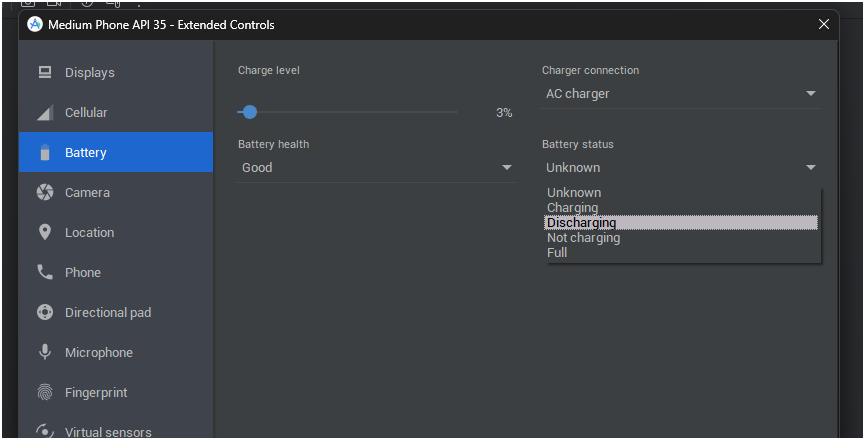 Medium Phone API 35 - Extended Controls
Displays
Cellular
Battery
Camera
Location
Phone
Directional pad
Microphone
Fingerprint
Virtual sensors
Charge level
3%
Battery health
Good
Charger connection
AC charger
Battery status
Unknown
Unknown
Charging
Discharging
Not charging
Full